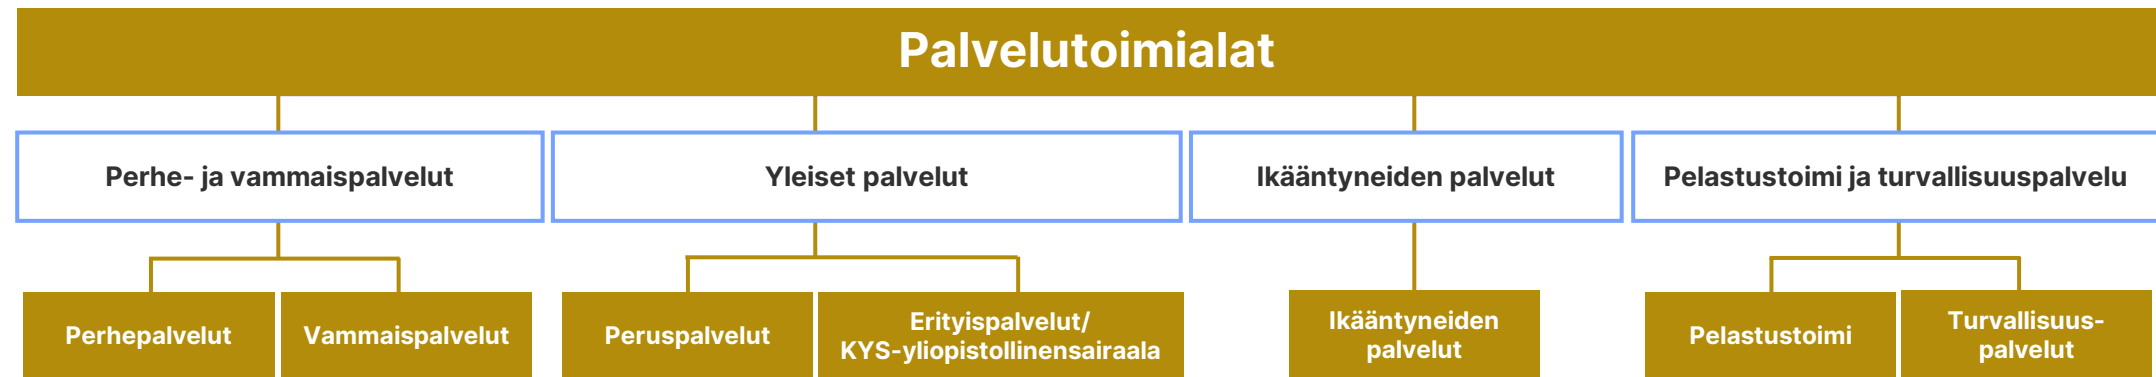 Palvelutoimialat
Perhe- ja vammaispalvelut
Yleiset palvelut
Ikääntyneiden palvelut
Pelastustoimi ja turvallisuuspalvelu
Perhepalvelut
Vammaispalvelut
Peruspalvelut
Erityispalvelut/
KYS-yliopistollinensairaala
Ikääntyneiden
palvelut
Pelastustoimi
Turvallisuus-
palvelut